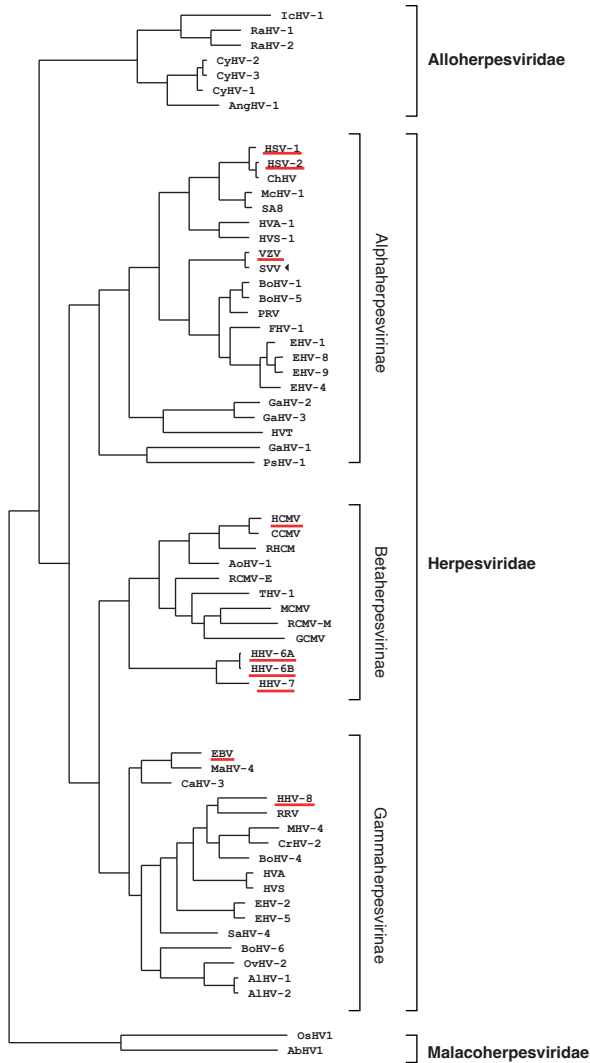 IcHV-1
RaHV-1
RaHV-2
CyHV-2
CyHV-3
CyHV-1
AngHV-1
Alloherpesviridae
HSV-1
HSV-2
ChHV
McHV-1
SA8
HVA-1
HVS-1
VZV
SVV
BoHV-1
BoHV-5
PRV
FHV-1
EHV-1
EHV-8
EHV-9
EHV-4
GaHV-2
GaHV-3
HVT
GaHV-1
PsHV-1
Alphaherpesvirinae
HCMV
CCMV
RHCM
AoHV-1
RCMV-E
THV-1
MCMV
RCMV-M
GCMV
HHV-6A
HHV-6B
HHV-7
Betaherpesvirinae
Herpesviridae
EBV
MaHV-4
CaHV-3
HHV-8
RRV
MHV-4
CrHV-2
BoHV-4
HVA
HVS
EHV-2
EHV-5
SaHV-4
BoHV-6
OvHV-2
AlHV-1
AlHV-2
Gammaherpesvirinae
OsHV1
AbHV1
Malacoherpesviridae